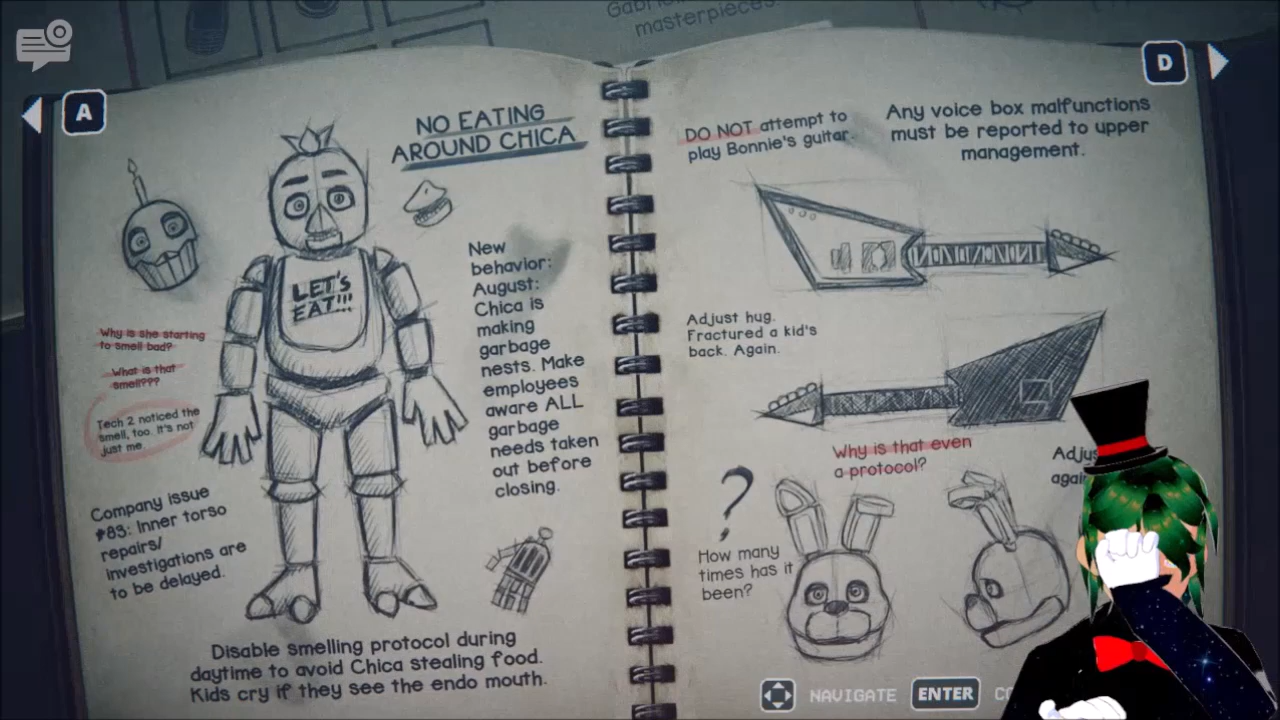 Gabri
masterpieces.
A
D
NO EATING
AROUND CHICA
LET'S
EAT!!!
New
behavior:
August:
Chica is
making
garbage
nests. Make
employees
aware ALL
garbage
needs taken
out before
closing.
Why is she starting
to smell bad?
What is that
smell???
Tech 2 noticed the
smell, too. It's not
just me.
Company issue
#83: Inner torso
repairs/
investigations are
to be delayed.
Disable smelling protocol during
daytime to avoid Chica stealing food.
Kids cry if they see the endo mouth.
DO NOT attempt to
play Bonnie's guitar.
Any voice box malfunctions
must be reported to upper
management.
Adjust hug.
Fractured a kid's
back. Again.
Why is that even
a protocol?
Adjus
agai
?
How many
times has it
been?
NAVIGATE ENTER CO